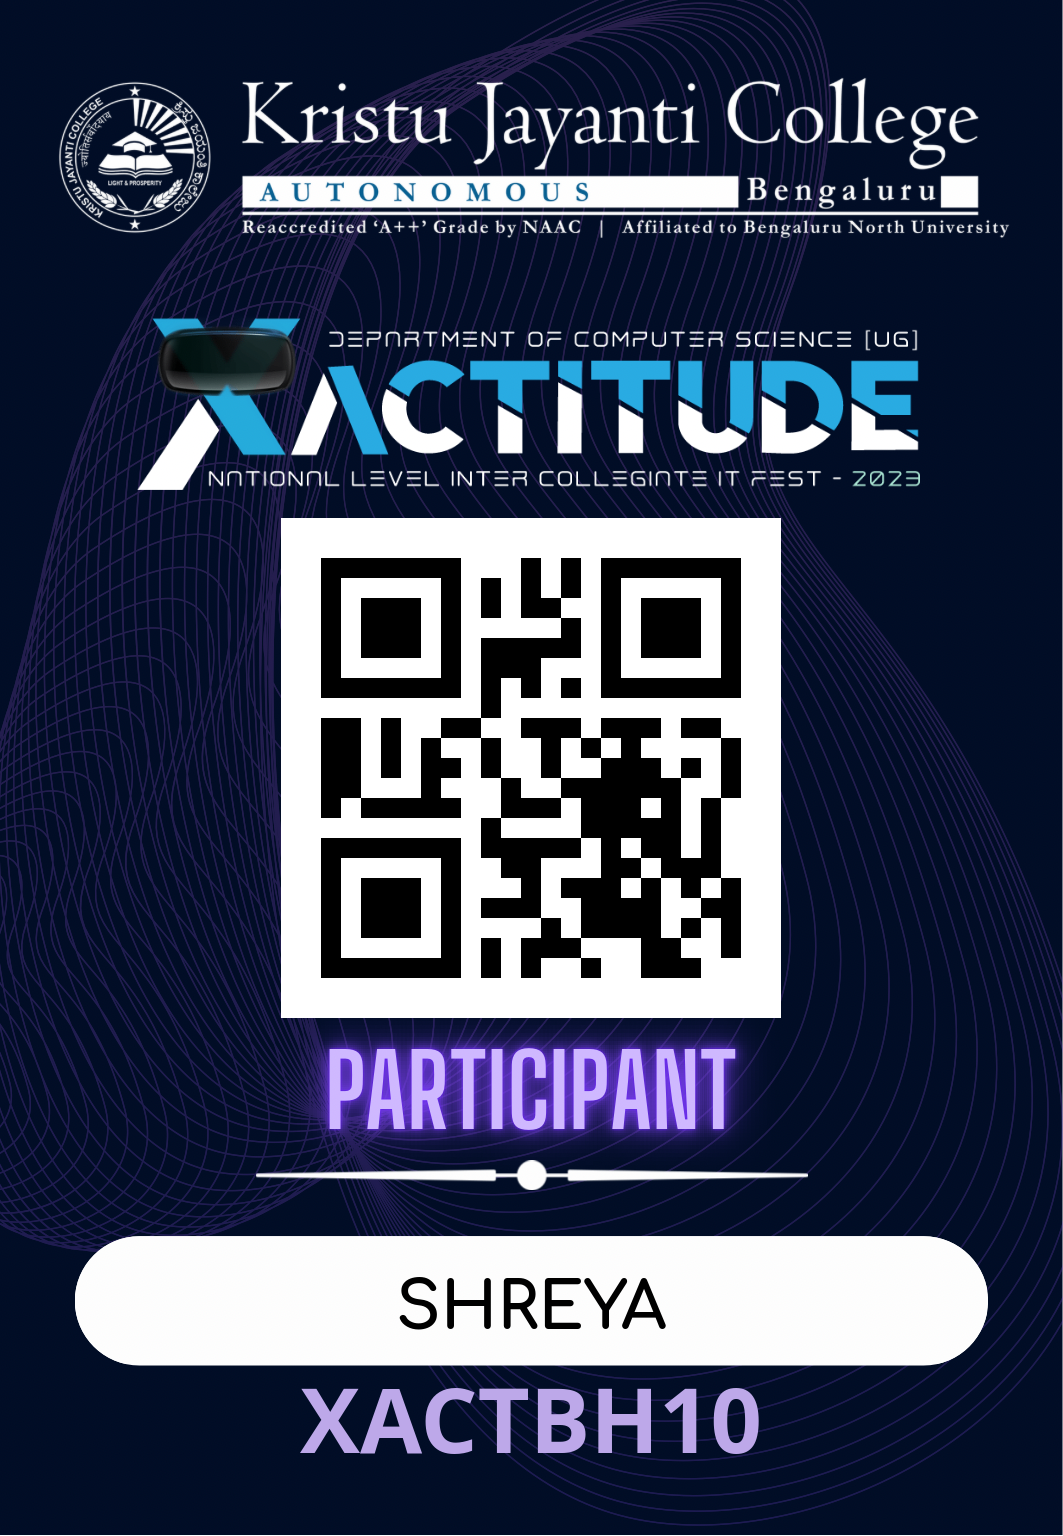 Kristu Jayanti College
AUTONOMOUS Bengaluru
Reaccredited ‘A++’ Grade by NAAC | Affiliated to Bengaluru North University
KRISTU JAYANTI COLLEGE
LIGHT & PROSPERITY
DEPARTMENT OF COMPUTER SCIENCE [UG]
XACTITUDE
NATIONAL LEVEL INTER COLLEGIATE IT FEST - 2023
PARTICIPANT
SHREYA
XACTBH10